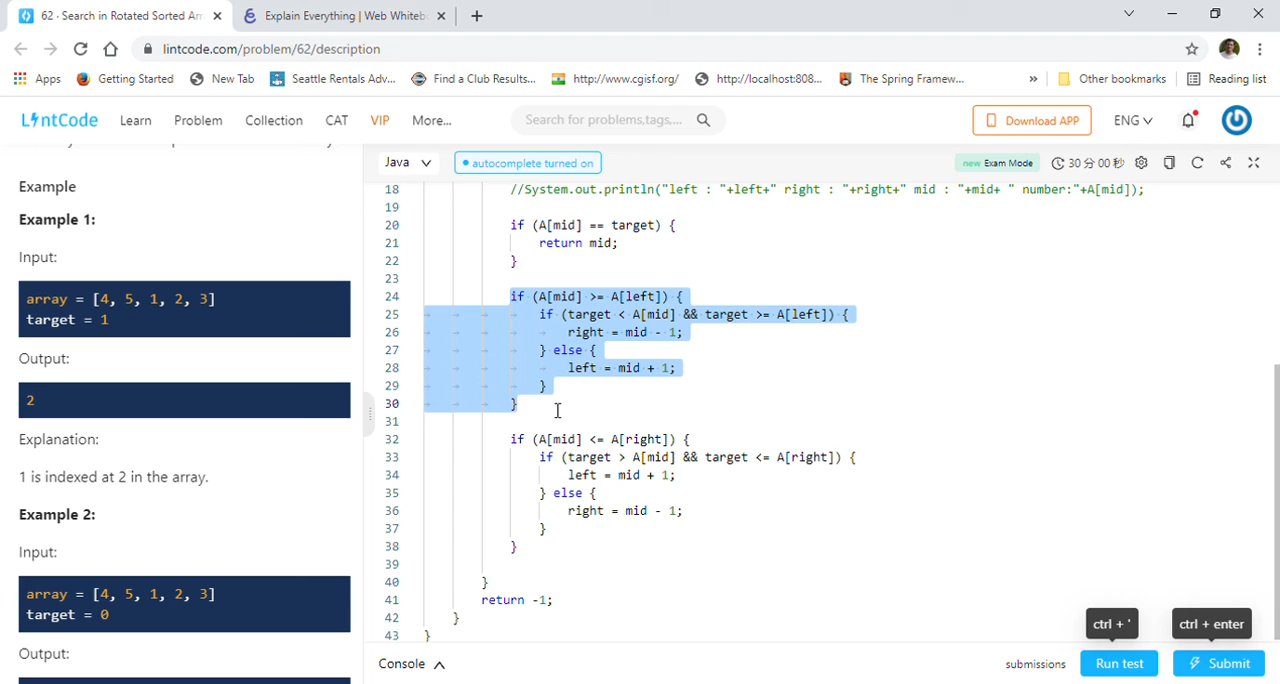 62 · Search in Rotated Sorted Arr
Explain Everything | Web Whitebo
lintcode.com/problem/62/description
Apps
Getting Started
New Tab
Seattle Rentals Adv...
Find a Club Results...
http://www.cgisf.org/
http://localhost:808...
The Spring Framew...
»
Other bookmarks
Reading list
LintCode
Learn
Problem
Collection
CAT
VIP
More...
Search for problems,tags,...
Download APP
ENG
Java
autocomplete turned on
new Exam Mode
30 分 00 秒
Example
Example 1:
Input:
array = [4, 5, 1, 2, 3]
target = 1
Output:
2
Explanation:
1 is indexed at 2 in the array.
Example 2:
Input:
array = [4, 5, 1, 2, 3]
target = 0
Output:
18 //System.out.println("left : "+left+" right : "+right+" mid : "+mid+ " number:"+A[mid]);
19
20 if (A[mid] == target) {
21 return mid;
22 }
23
24 if (A[mid] >= A[left]) {
25 if (target < A[mid] && target >= A[left]) {
26 right = mid - 1;
27 } else {
28 left = mid + 1;
29 }
30 }
31
32 if (A[mid] <= A[right]) {
33 if (target > A[mid] && target <= A[right]) {
34 left = mid + 1;
35 } else {
36 right = mid - 1;
37 }
38 }
39
40 }
41 return -1;
42 }
43 }
ctrl + '
ctrl + enter
Console
submissions
Run test
Submit